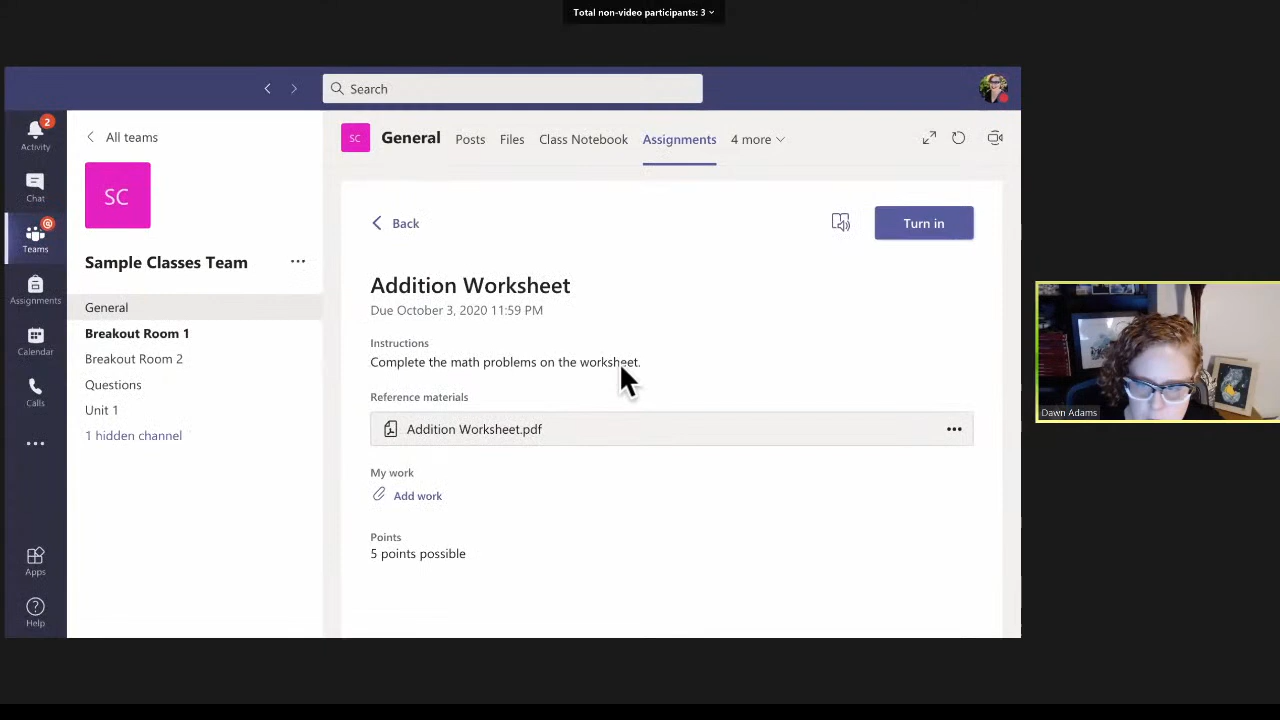 Total non-video participants: 3
Search
2
Activity
Chat
@
Teams
Assignments
Calendar
Calls
Apps
Help
All teams
SC
Sample Classes Team
General
Breakout Room 1
Breakout Room 2
Questions
Unit 1
1 hidden channel
SC General Posts Files Class Notebook Assignments 4 more
Back
Turn in
Addition Worksheet
Due October 3, 2020 11:59 PM
Instructions
Complete the math problems on the worksheet.
Reference materials
Addition Worksheet.pdf
My work
Add work
Points
5 points possible
Dawn Adams